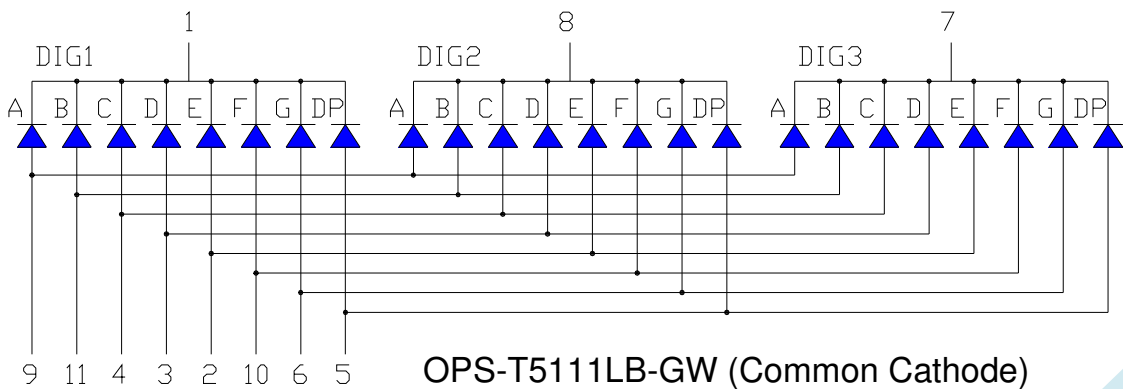 1 8 7
DIG1 DIG2 DIG3
A B C D E F G DP A B C D E F G DP A B C D E F G DP
9 11 4 3 2 10 6 5
OPS-T5111LB-GW (Common Cathode)